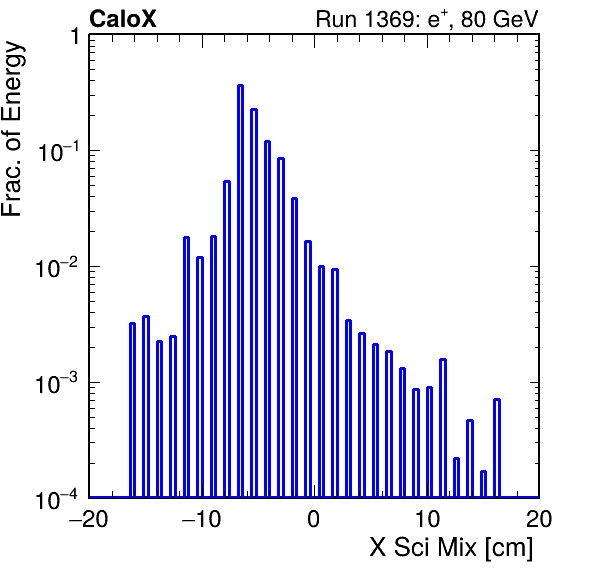 CaloX Run 1369: e⁺, 80 GeV
Frac. of Energy
1
10⁻¹
10⁻²
10⁻³
10⁻⁴
−20 −10 0 10 20
X Sci Mix [cm]